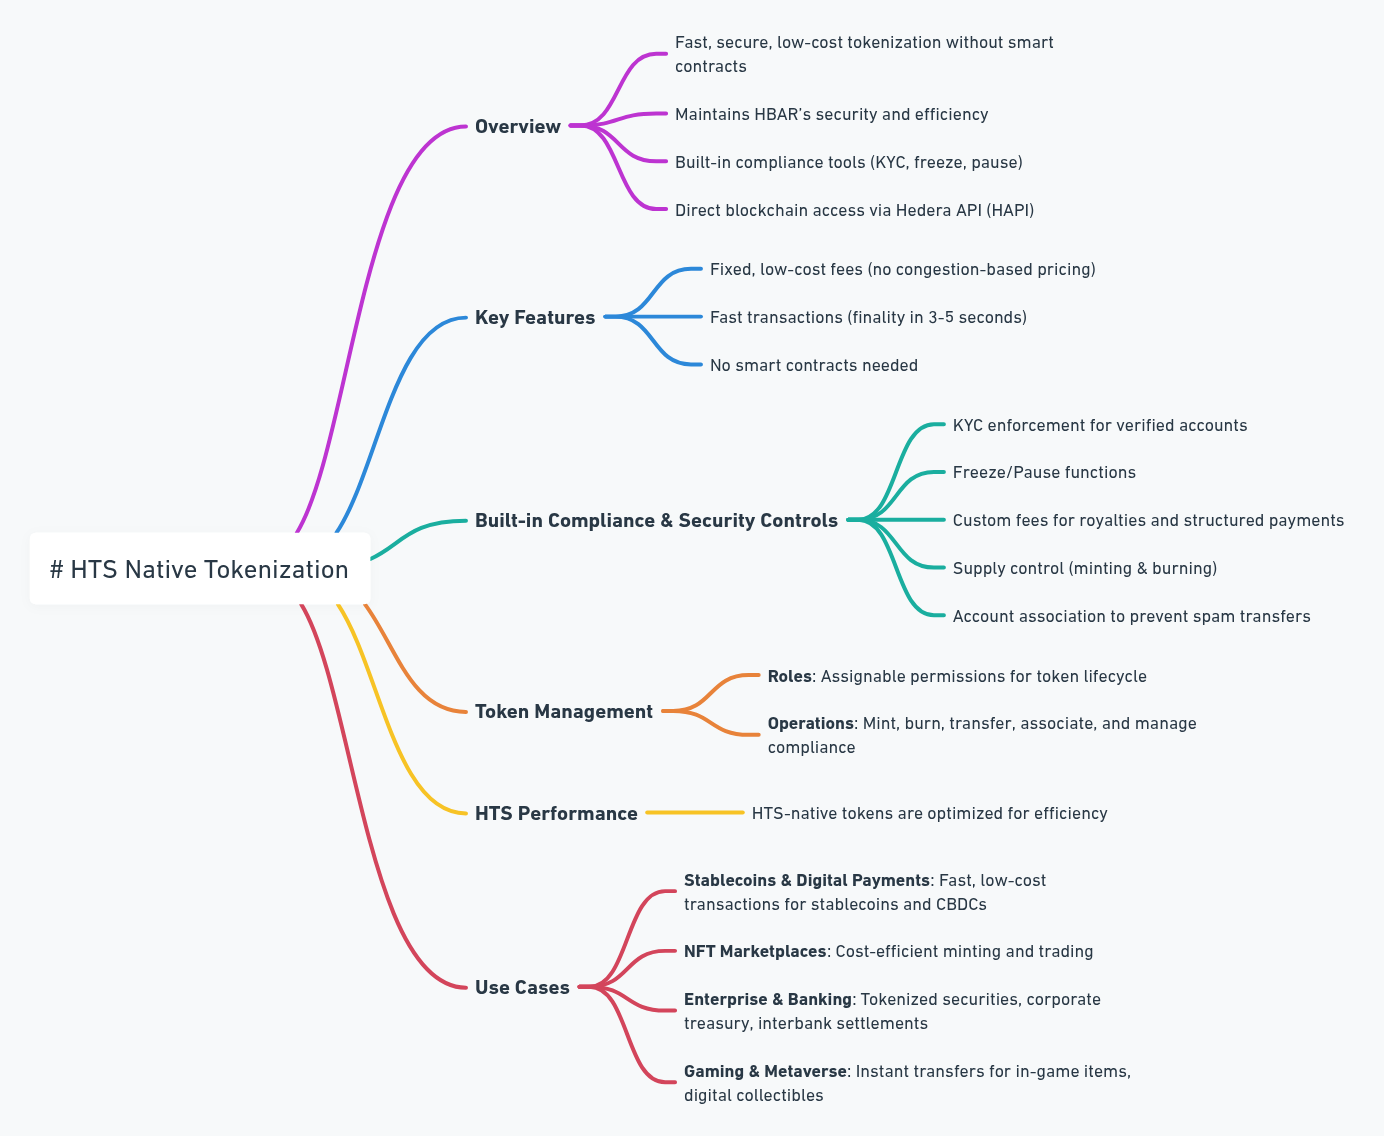 Fast, secure, low-cost tokenization without smart
contracts
Maintains HBAR’s security and efficiency
Overview
Built-in compliance tools (KYC, freeze, pause)
Direct blockchain access via Hedera API (HAPI)
Fixed, low-cost fees (no congestion-based pricing)
Key Features
Fast transactions (finality in 3-5 seconds)
No smart contracts needed
KYC enforcement for verified accounts
Freeze/Pause functions
Built-in Compliance & Security Controls
Custom fees for royalties and structured payments
# HTS Native Tokenization
Supply control (minting & burning)
Account association to prevent spam transfers
Roles: Assignable permissions for token lifecycle
Token Management
Operations: Mint, burn, transfer, associate, and manage
compliance
HTS Performance
HTS-native tokens are optimized for efficiency
Stablecoins & Digital Payments: Fast, low-cost
transactions for stablecoins and CBDCs
NFT Marketplaces: Cost-efficient minting and trading
Use Cases
Enterprise & Banking: Tokenized securities, corporate
treasury, interbank settlements
Gaming & Metaverse: Instant transfers for in-game items,
digital collectibles